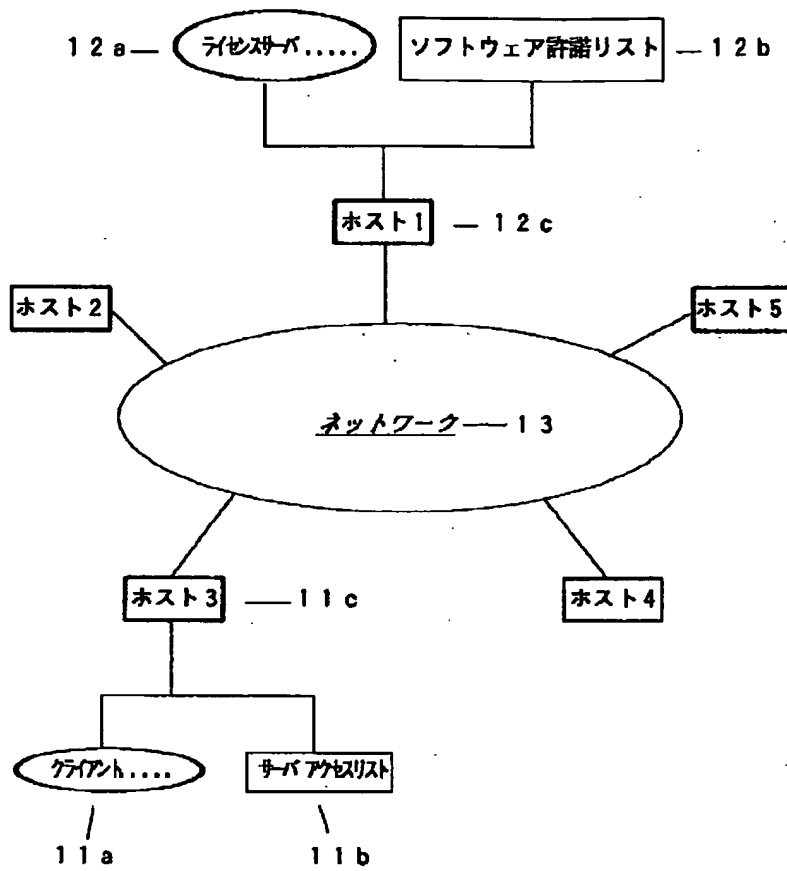 12a ライセンスサーバ..... ソフトウェア許諾リスト 12b
ホスト1 12c
ホスト2 ホスト5
ネットワーク 13
ホスト3 11c ホスト4
クライアント.... サーバ アクセスリスト
11a 11b